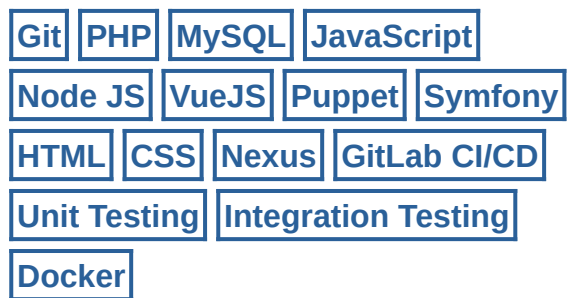 Git PHP MySQL JavaScript
Node JS VueJS Puppet Symfony
HTML CSS Nexus GitLab CI/CD
Unit Testing Integration Testing
Docker